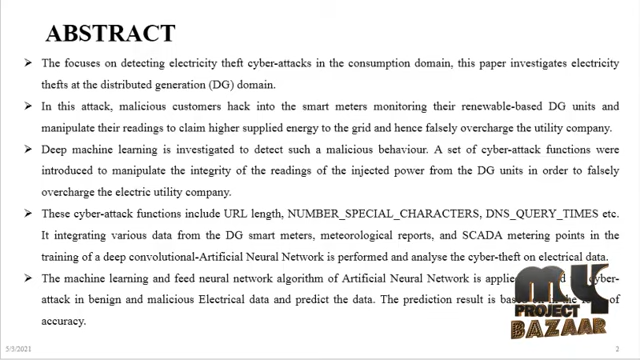 ABSTRACT
The focuses on detecting electricity theft cyber-attacks in the consumption domain, this paper investigates electricity
thefts at the distributed generation (DG) domain.
In this attack, malicious customers hack into the smart meters monitoring their renewable-based DG units and
manipulate their readings to claim higher supplied energy to the grid and hence falsely overcharge the utility company.
Deep machine learning is investigated to detect such a malicious behaviour. A set of cyber-attack functions were
introduced to manipulate the integrity of the readings of the injected power from the DG units in order to falsely
overcharge the electric utility company.
These cyber-attack functions include URL length, NUMBER_SPECIAL_CHARACTERS, DNS_QUERY_TIMES etc.
It integrating various data from the DG smart meters, meteorological reports, and SCADA metering points in the
training of a deep convolutional-Artificial Neural Network is performed and analyse the cyber-theft on electrical data.
The machine learning and feed neural network algorithm of Artificial Neural Network is cyber-
attack in benign and malicious Electrical data and predict the data. The prediction result is of
accuracy.
MK
PROJECT
BAZAAR
5/5/2021
2